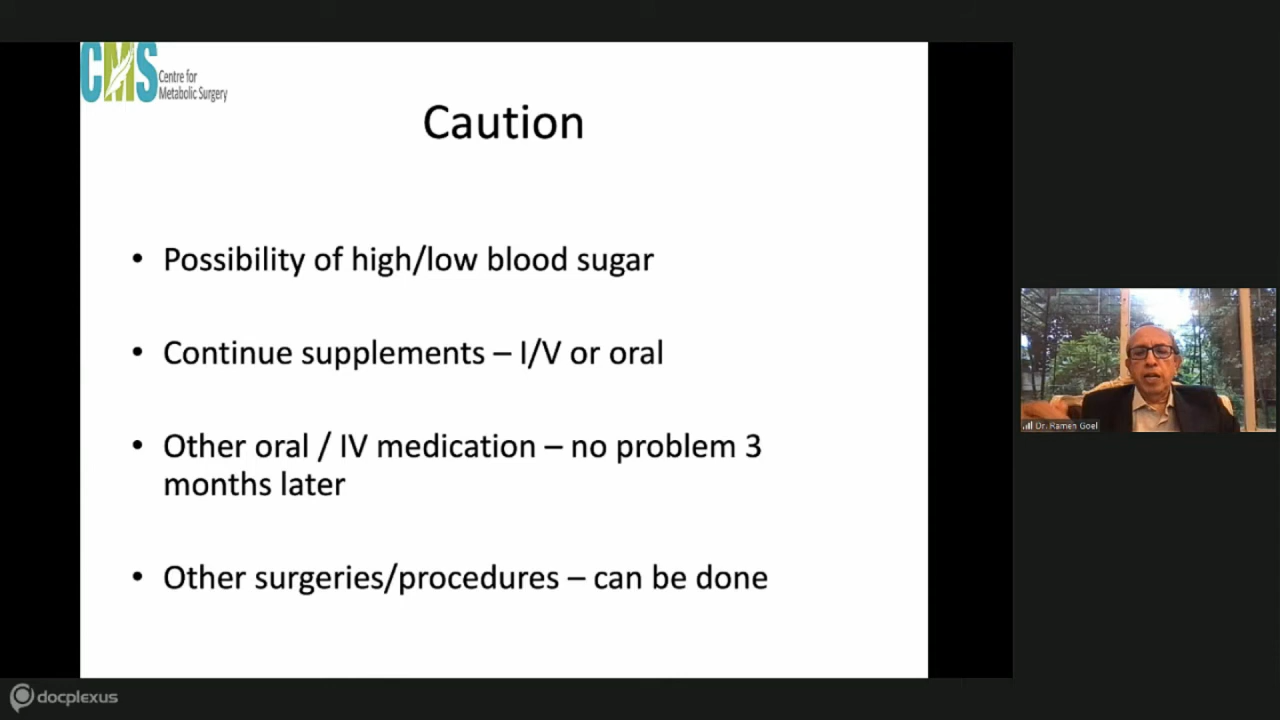 CMS Centre for
Metabolic Surgery
Caution
• Possibility of high/low blood sugar
• Continue supplements – I/V or oral
• Other oral / IV medication – no problem 3
months later
• Other surgeries/procedures – can be done
Dr. Ramen Goel
docplexus